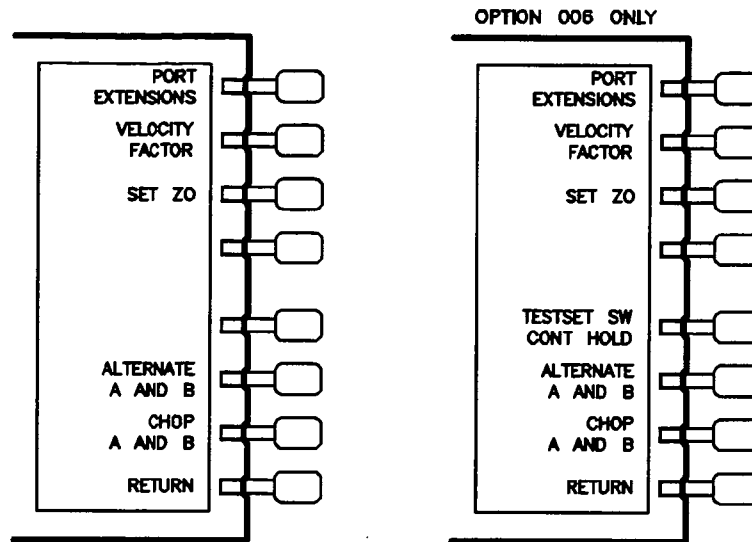 PORT
EXTENSIONS
VELOCITY
FACTOR
SET ZO
ALTERNATE
A AND B
CHOP
A AND B
RETURN
OPTION 006 ONLY
PORT
EXTENSIONS
VELOCITY
FACTOR
SET ZO
TESTSET SW
CONT HOLD
ALTERNATE
A AND B
CHOP
A AND B
RETURN